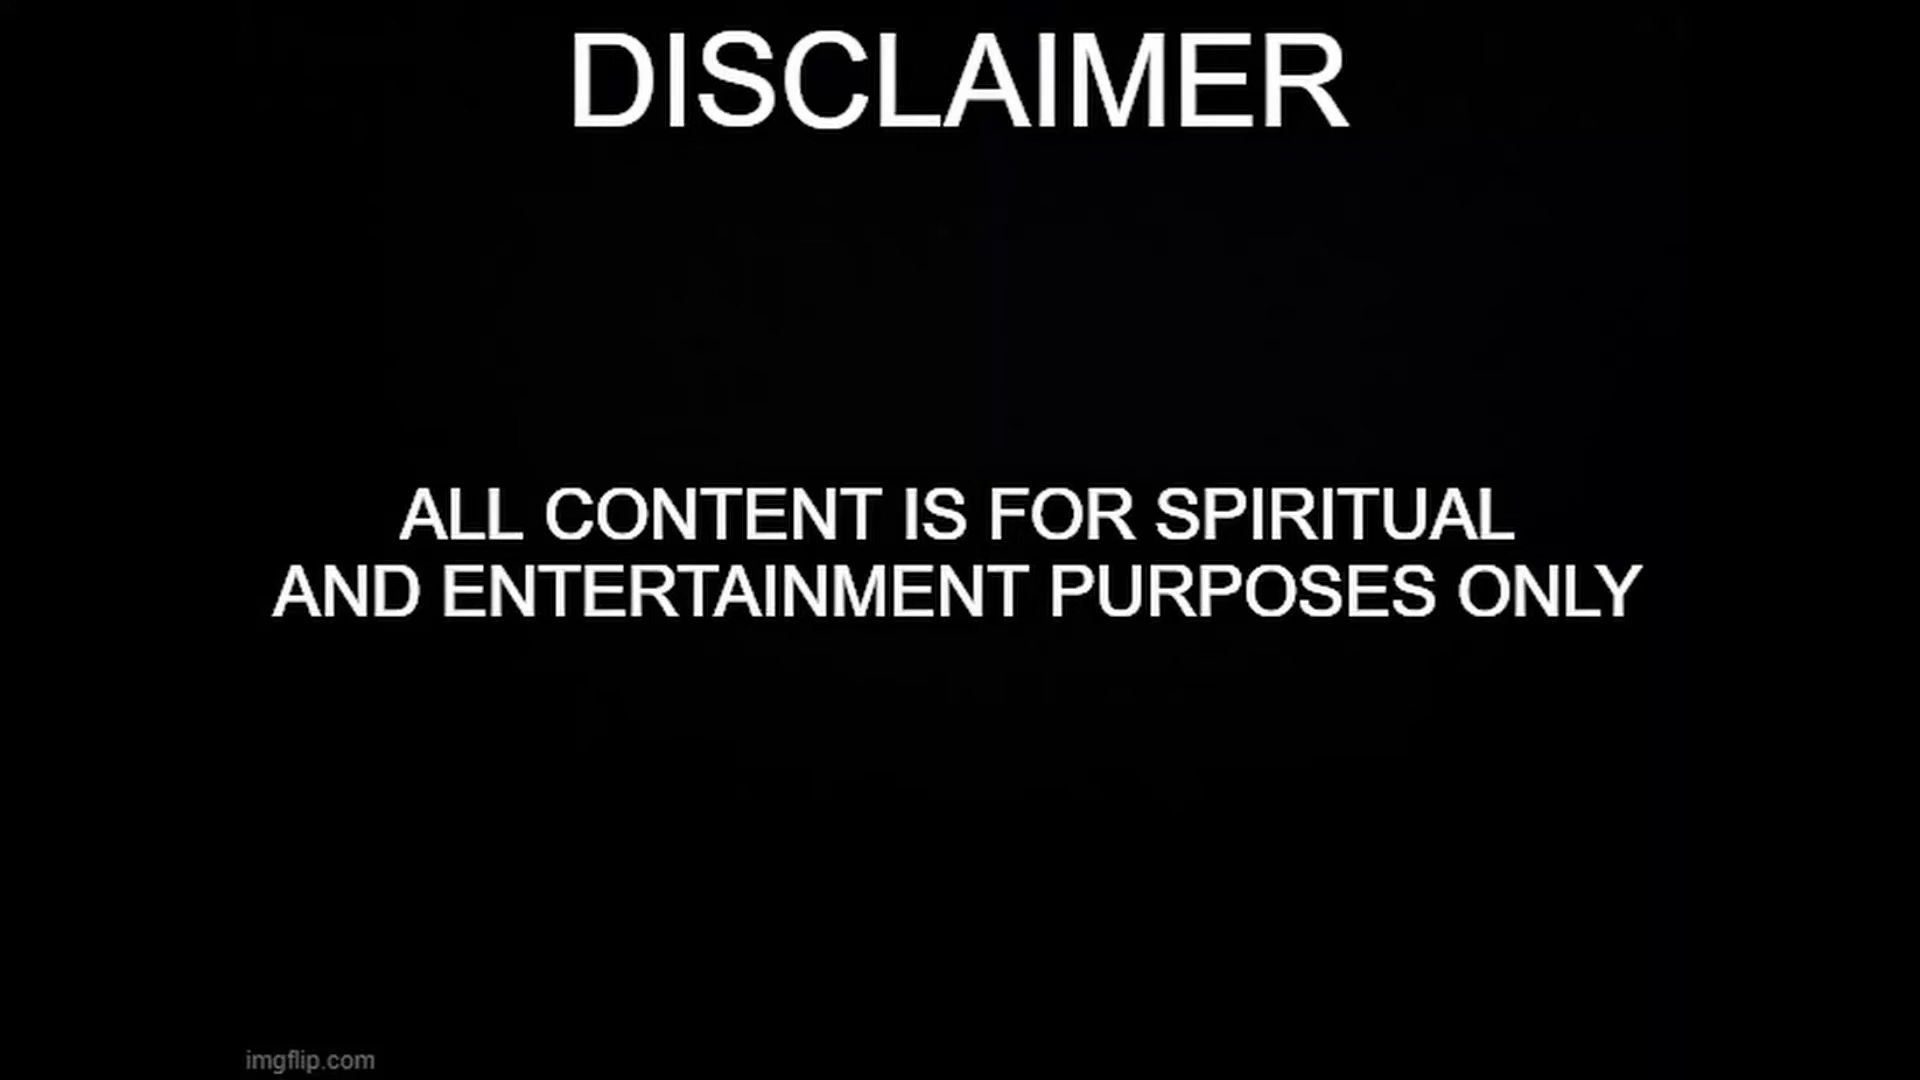 DISCLAIMER
ALL CONTENT IS FOR SPIRITUAL
AND ENTERTAINMENT PURPOSES ONLY
imgflip.com